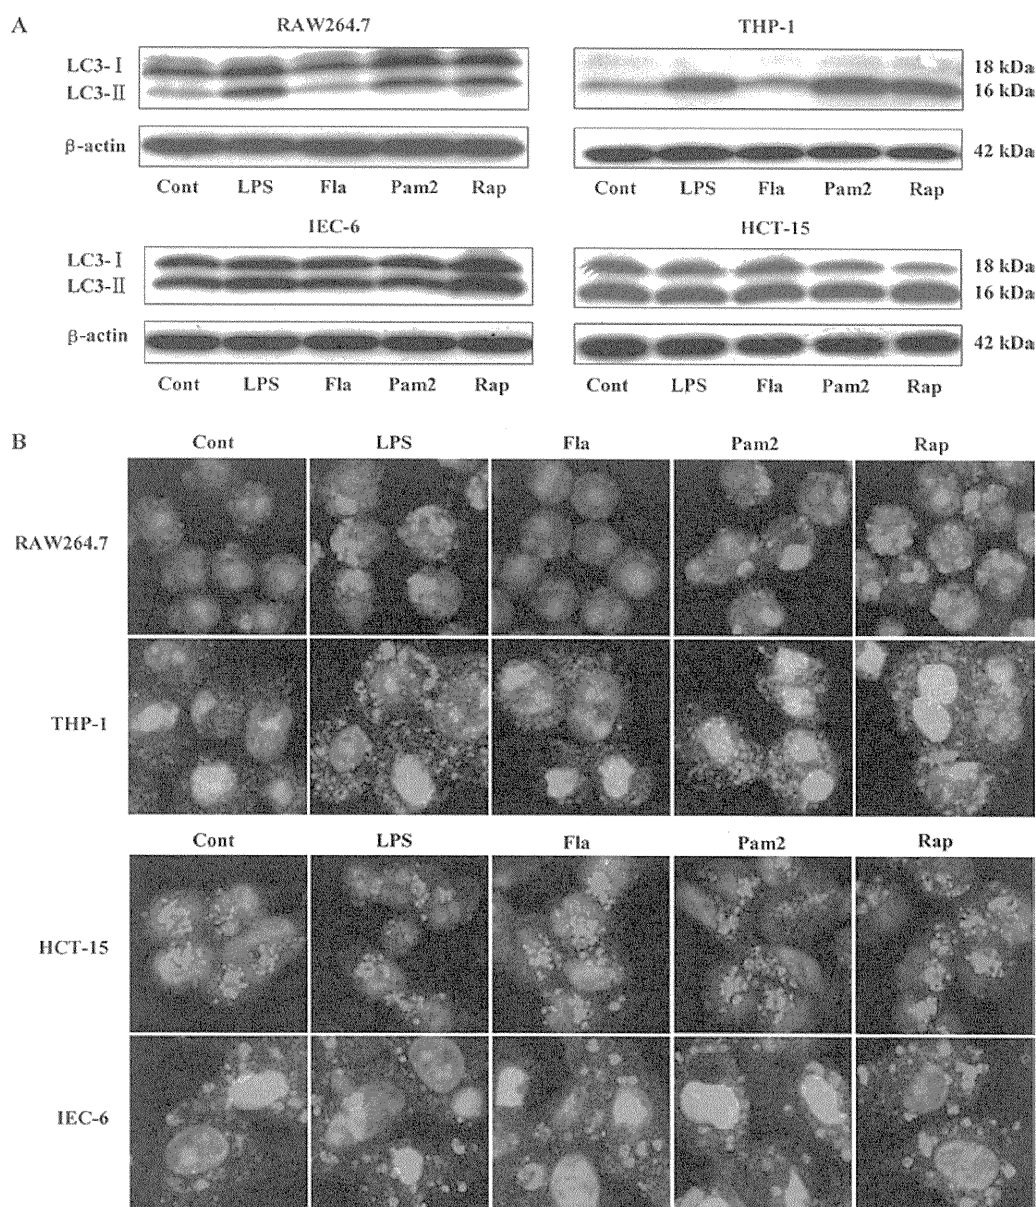 A
RAW264.7
THP-1
LC3-Ⅰ
18 kDa
LC3-Ⅱ
16 kDa
β-actin
42 kDa
Cont LPS Fla Pam2 Rap
Cont LPS Fla Pam2 Rap
IEC-6
HCT-15
LC3-Ⅰ
18 kDa
LC3-Ⅱ
16 kDa
β-actin
42 kDa
Cont LPS Fla Pam2 Rap
Cont LPS Fla Pam2 Rap
B
Cont LPS Fla Pam2 Rap
RAW264.7
THP-1
Cont LPS Fla Pam2 Rap
HCT-15
IEC-6